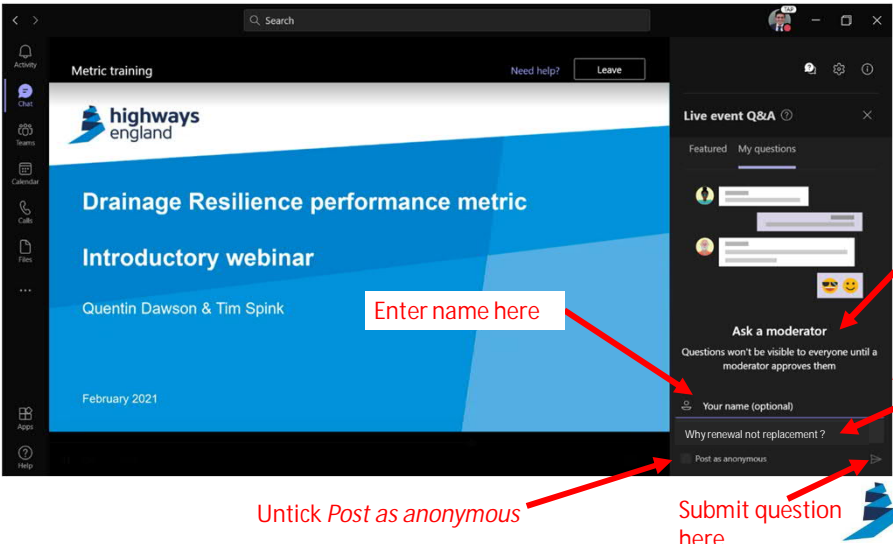 Search
TAP
Activity
Chat
Teams
Calendar
Calls
Files
Apps
Help
Metric training
Need help?
Leave
highways
england
Drainage Resilience performance metric
Introductory webinar
Quentin Dawson & Tim Spink
February 2021
Live event Q&A
Featured My questions
Ask a moderator
Questions won't be visible to everyone until a
moderator approves them
Your name (optional)
Why renewal not replacement ?
Post as anonymous
Enter name here
Untick Post as anonymous
Submit question
here